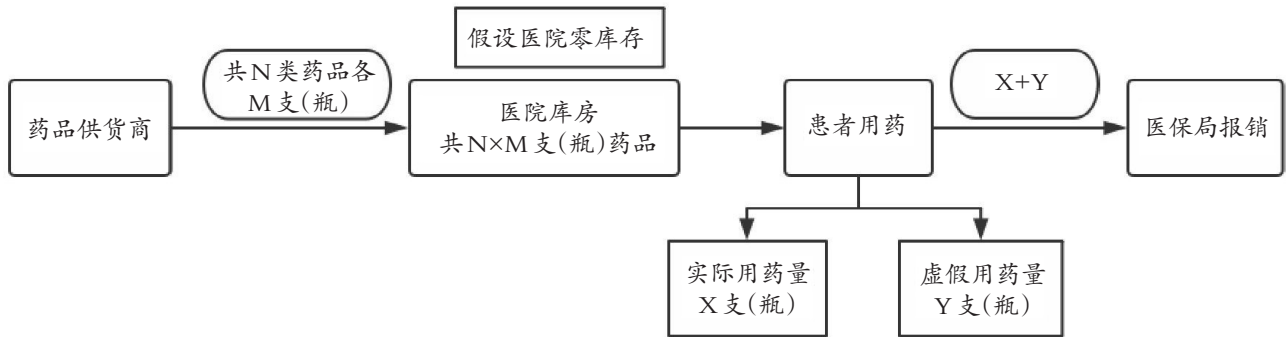 假设医院零库存
共N类药品各
M支(瓶)
药品供货商
医院库房
共N×M支(瓶)药品
患者用药
X+Y
医保局报销
实际用药量
X支(瓶)
虚假用药量
Y支(瓶)